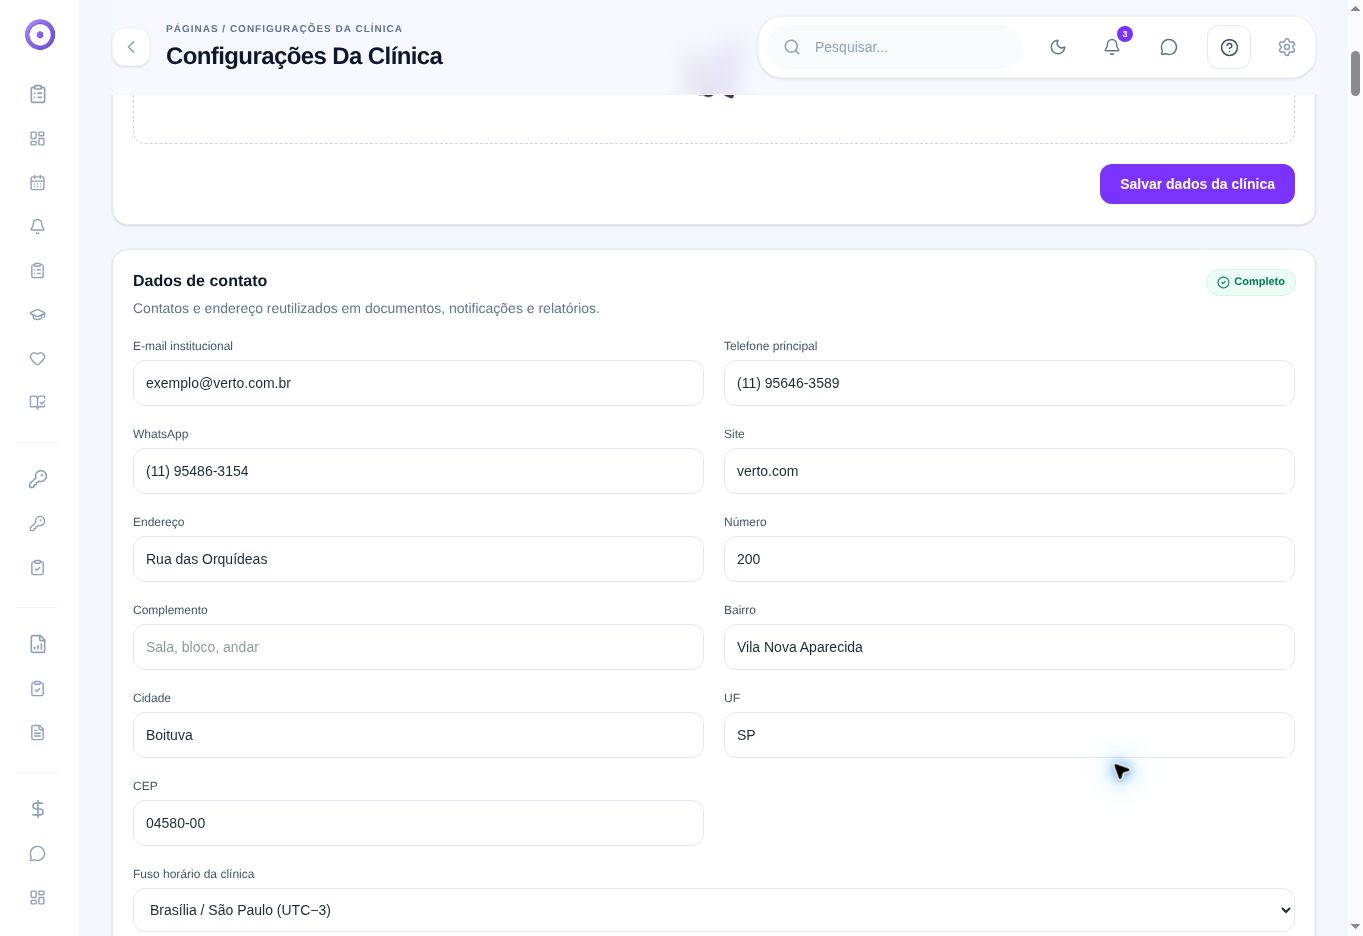 PÁGINAS / CONFIGURAÇÕES DA CLÍNICA
Configurações Da Clínica
Pesquisar...
3
Salvar dados da clínica
Dados de contato
Completo
Contatos e endereço reutilizados em documentos, notificações e relatórios.
E-mail institucional
Telefone principal
exemplo@verto.com.br
(11) 95646-3589
WhatsApp
Site
(11) 95486-3154
verto.com
Endereço
Número
Rua das Orquídeas
200
Complemento
Bairro
Sala, bloco, andar
Vila Nova Aparecida
Cidade
UF
Boituva
SP
CEP
04580-00
Fuso horário da clínica
Brasília / São Paulo (UTC−3)